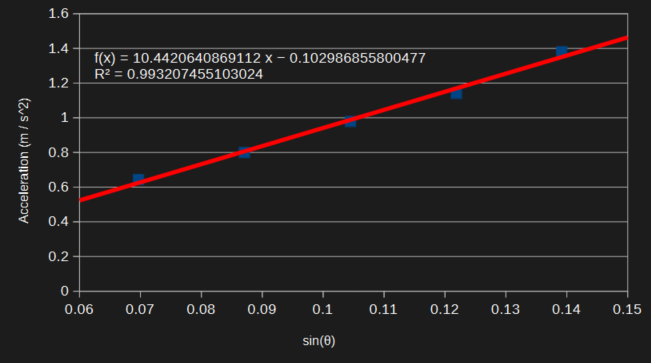 1.6
1.4
f(x) = 10.4420640869112 x − 0.102986855800477
R² = 0.993207455103024
1.2
1
0.8
0.6
0.4
0.2
0
Acceleration (m / s^2)
0.06 0.07 0.08 0.09 0.1 0.11 0.12 0.13 0.14 0.15
sin(θ)